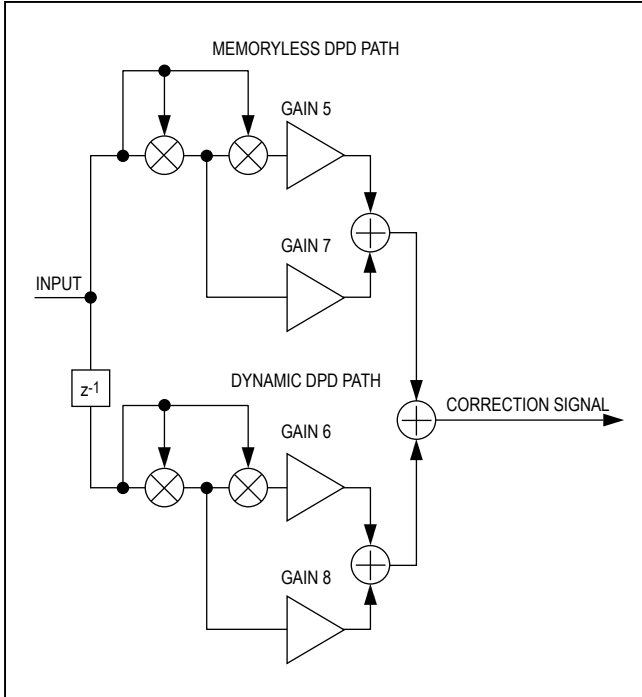 MEMORYLESS DPD PATH
GAIN 5
GAIN 7
INPUT
z-1
DYNAMIC DPD PATH
CORRECTION SIGNAL
GAIN 6
GAIN 8